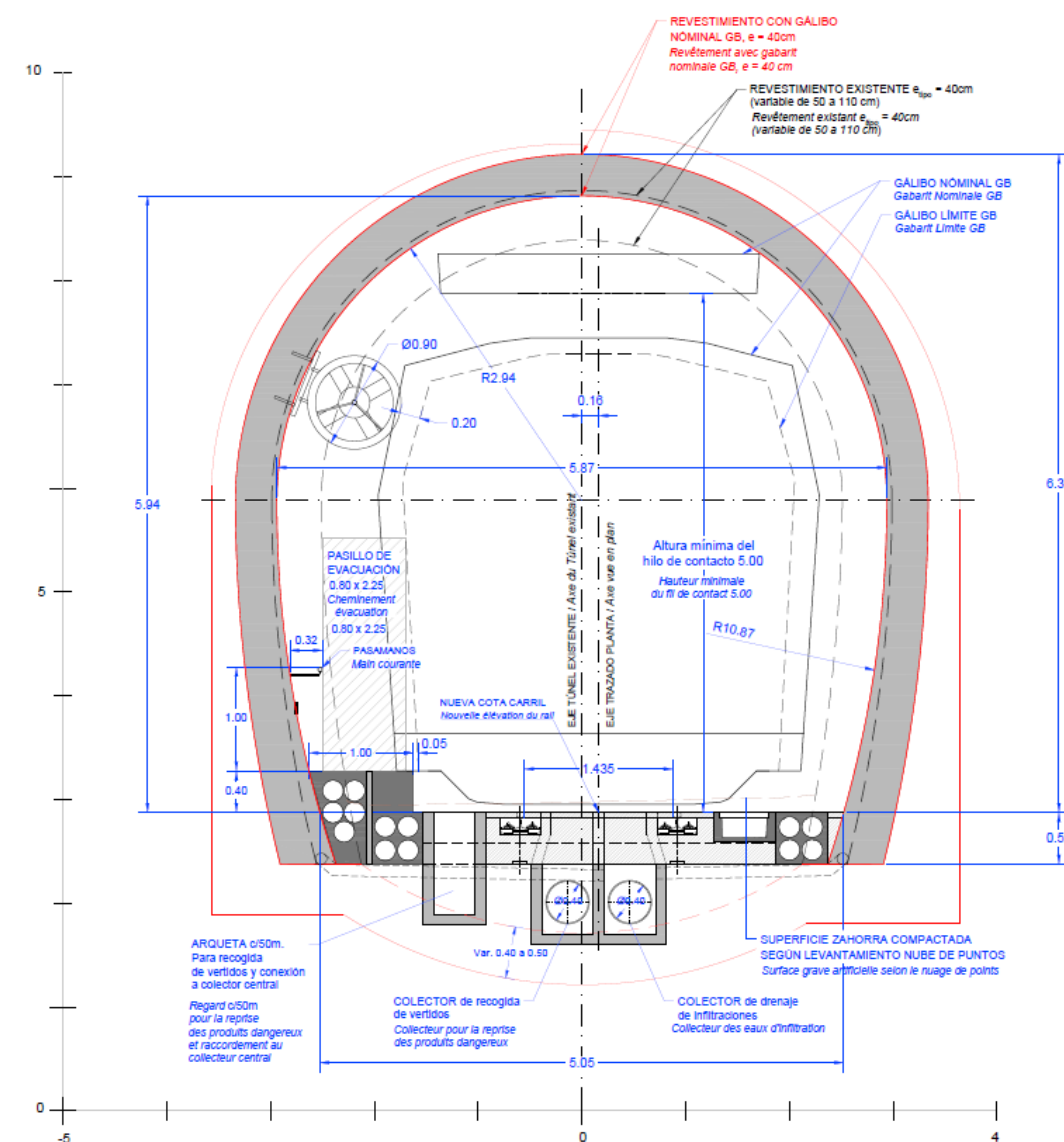 REVESTIMIENTO CON GÁLIBO
NÓMINAL GB, e = 40cm
Revêtement avec gabarit
nominale GB, e = 40 cm
10
REVESTIMIENTO EXISTENTE e tipo = 40cm
(variable de 50 a 110 cm)
Revêtement existant e tipo = 40cm
(variable de 50 a 110 cm)
GÁLIBO NÓMINAL GB
Gabarit Nominale GB
GÁLIBO LÍMITE GB
Gabarit Limite GB
Ø0.90
R2.94
0.16
0.20
5.87
5.94
6.3
EJE TÚNEL EXISTENTE / Axe du Túnel existant
EJE TRAZADO PLANTA / Axe vue en plan
Altura mínima del
hilo de contacto 5.00
Hauteur minimale
du fil de contact 5.00
PASILLO DE
EVACUACIÓN
0.80 x 2.25
Cheminement
évacuation
0.80 x 2.25
5
R10.87
0.32
PASAMANOS
Main courante
NUEVA COTA CARRIL
Nouvelle élévation du rail
1.00
1.00
0.05
1.435
0.40
0.5
Ø0.40
Ø0.40
Var. 0.40 a 0.50
ARQUETA c/50m.
Para recogida
de vertidos y conexión
a colector central
Regard c/50m
pour la reprise
des produits dangereux
et raccordement au
collecteur central
COLECTOR de recogida
de vertidos
Collecteur pour la reprise
des produits dangereux
COLECTOR de drenaje
de infiltraciones
Collecteur des eaux d'infiltration
SUPERFICIE ZAHORRA COMPACTADA
SEGÚN LEVANTAMIENTO NUBE DE PUNTOS
Surface grave artificielle selon le nuage de points
5.05
0
-5
0
4